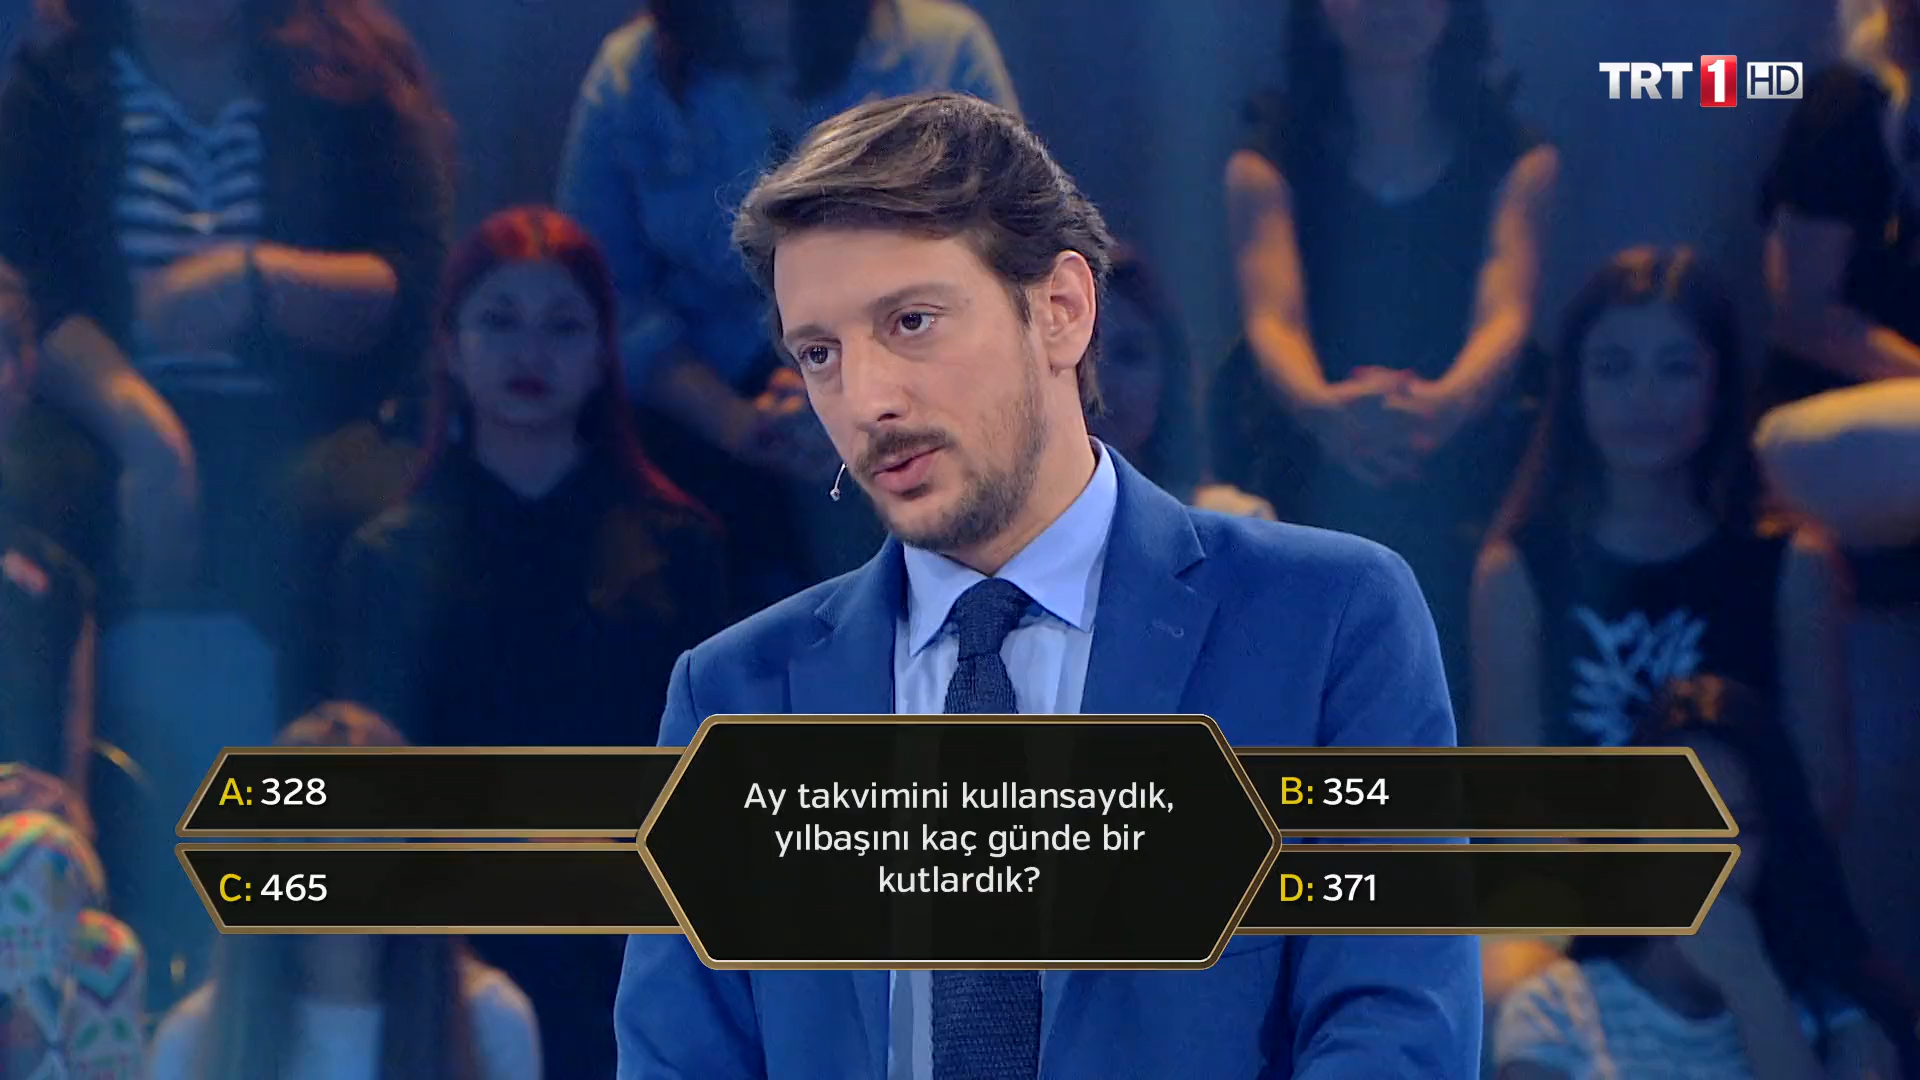 TRT 1 HD
Ay takvimini kullansaydık,
yılbaşını kaç günde bir
kutlardık?
A: 328
B: 354
C: 465
D: 371